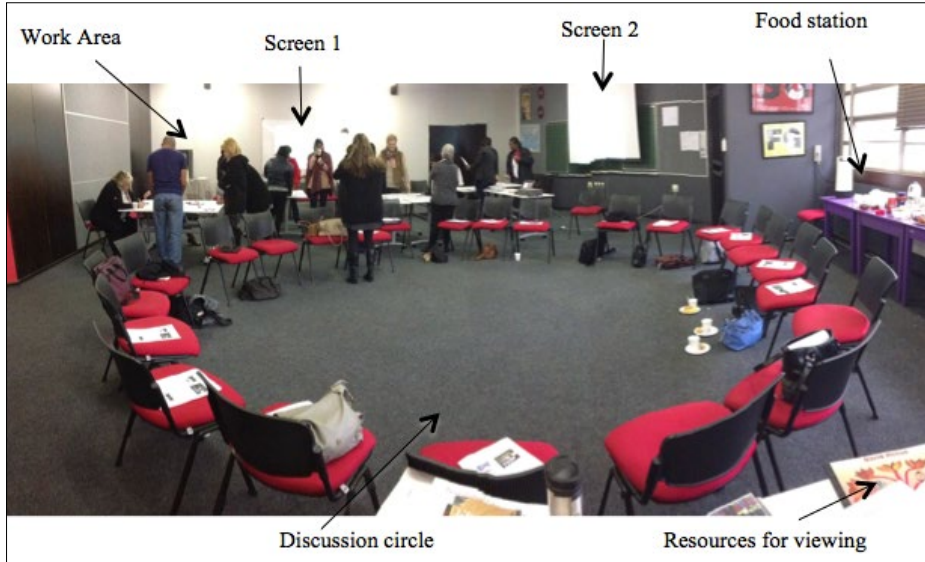 Work Area
Screen 1
Screen 2
Food station
Discussion circle
Resources for viewing